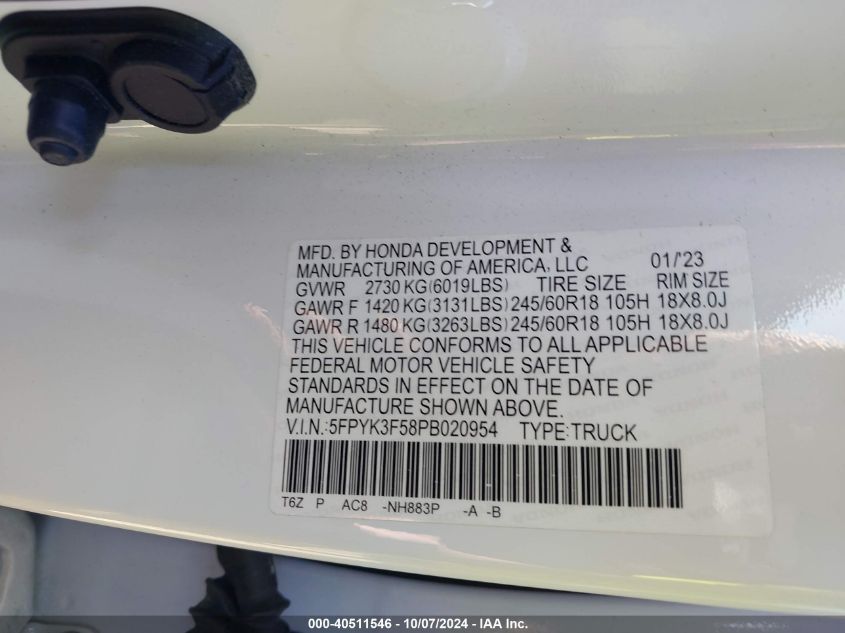 MFD. BY HONDA DEVELOPMENT &
MANUFACTURING OF AMERICA, LLC 01/'23
GVWR 2730 KG(6019LBS) TIRE SIZE RIM SIZE
GAWR F 1420 KG(3131LBS) 245/60R18 105H 18X8.0J
GAWR R 1480 KG(3263LBS) 245/60R18 105H 18X8.0J
THIS VEHICLE CONFORMS TO ALL APPLICABLE
FEDERAL MOTOR VEHICLE SAFETY
STANDARDS IN EFFECT ON THE DATE OF
MANUFACTURE SHOWN ABOVE.
V.I.N.:5FPYK3F58PB020954 TYPE:TRUCK
T6Z P AC8 -NH883P -A -B
000-40511546 - 10/07/2024 - IAA Inc.